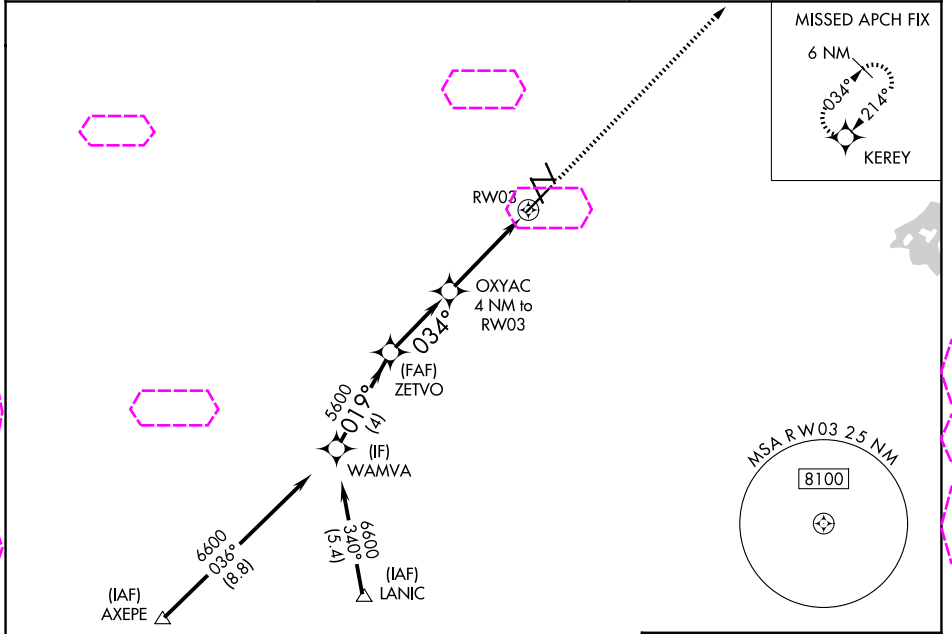 MISSED APCH FIX
6 NM
034°
214°
KEREY
RW03
OXYAC
4 NM to
RW03
034°
(FAF)
ZETVO
5600
019°
(4)
(IF)
WAMVA
MSA RW03 25 NM
8100
6600
036°
(8.8)
6600
340°
(5.4)
(IAF)
LANIC
(IAF)
AXEPE